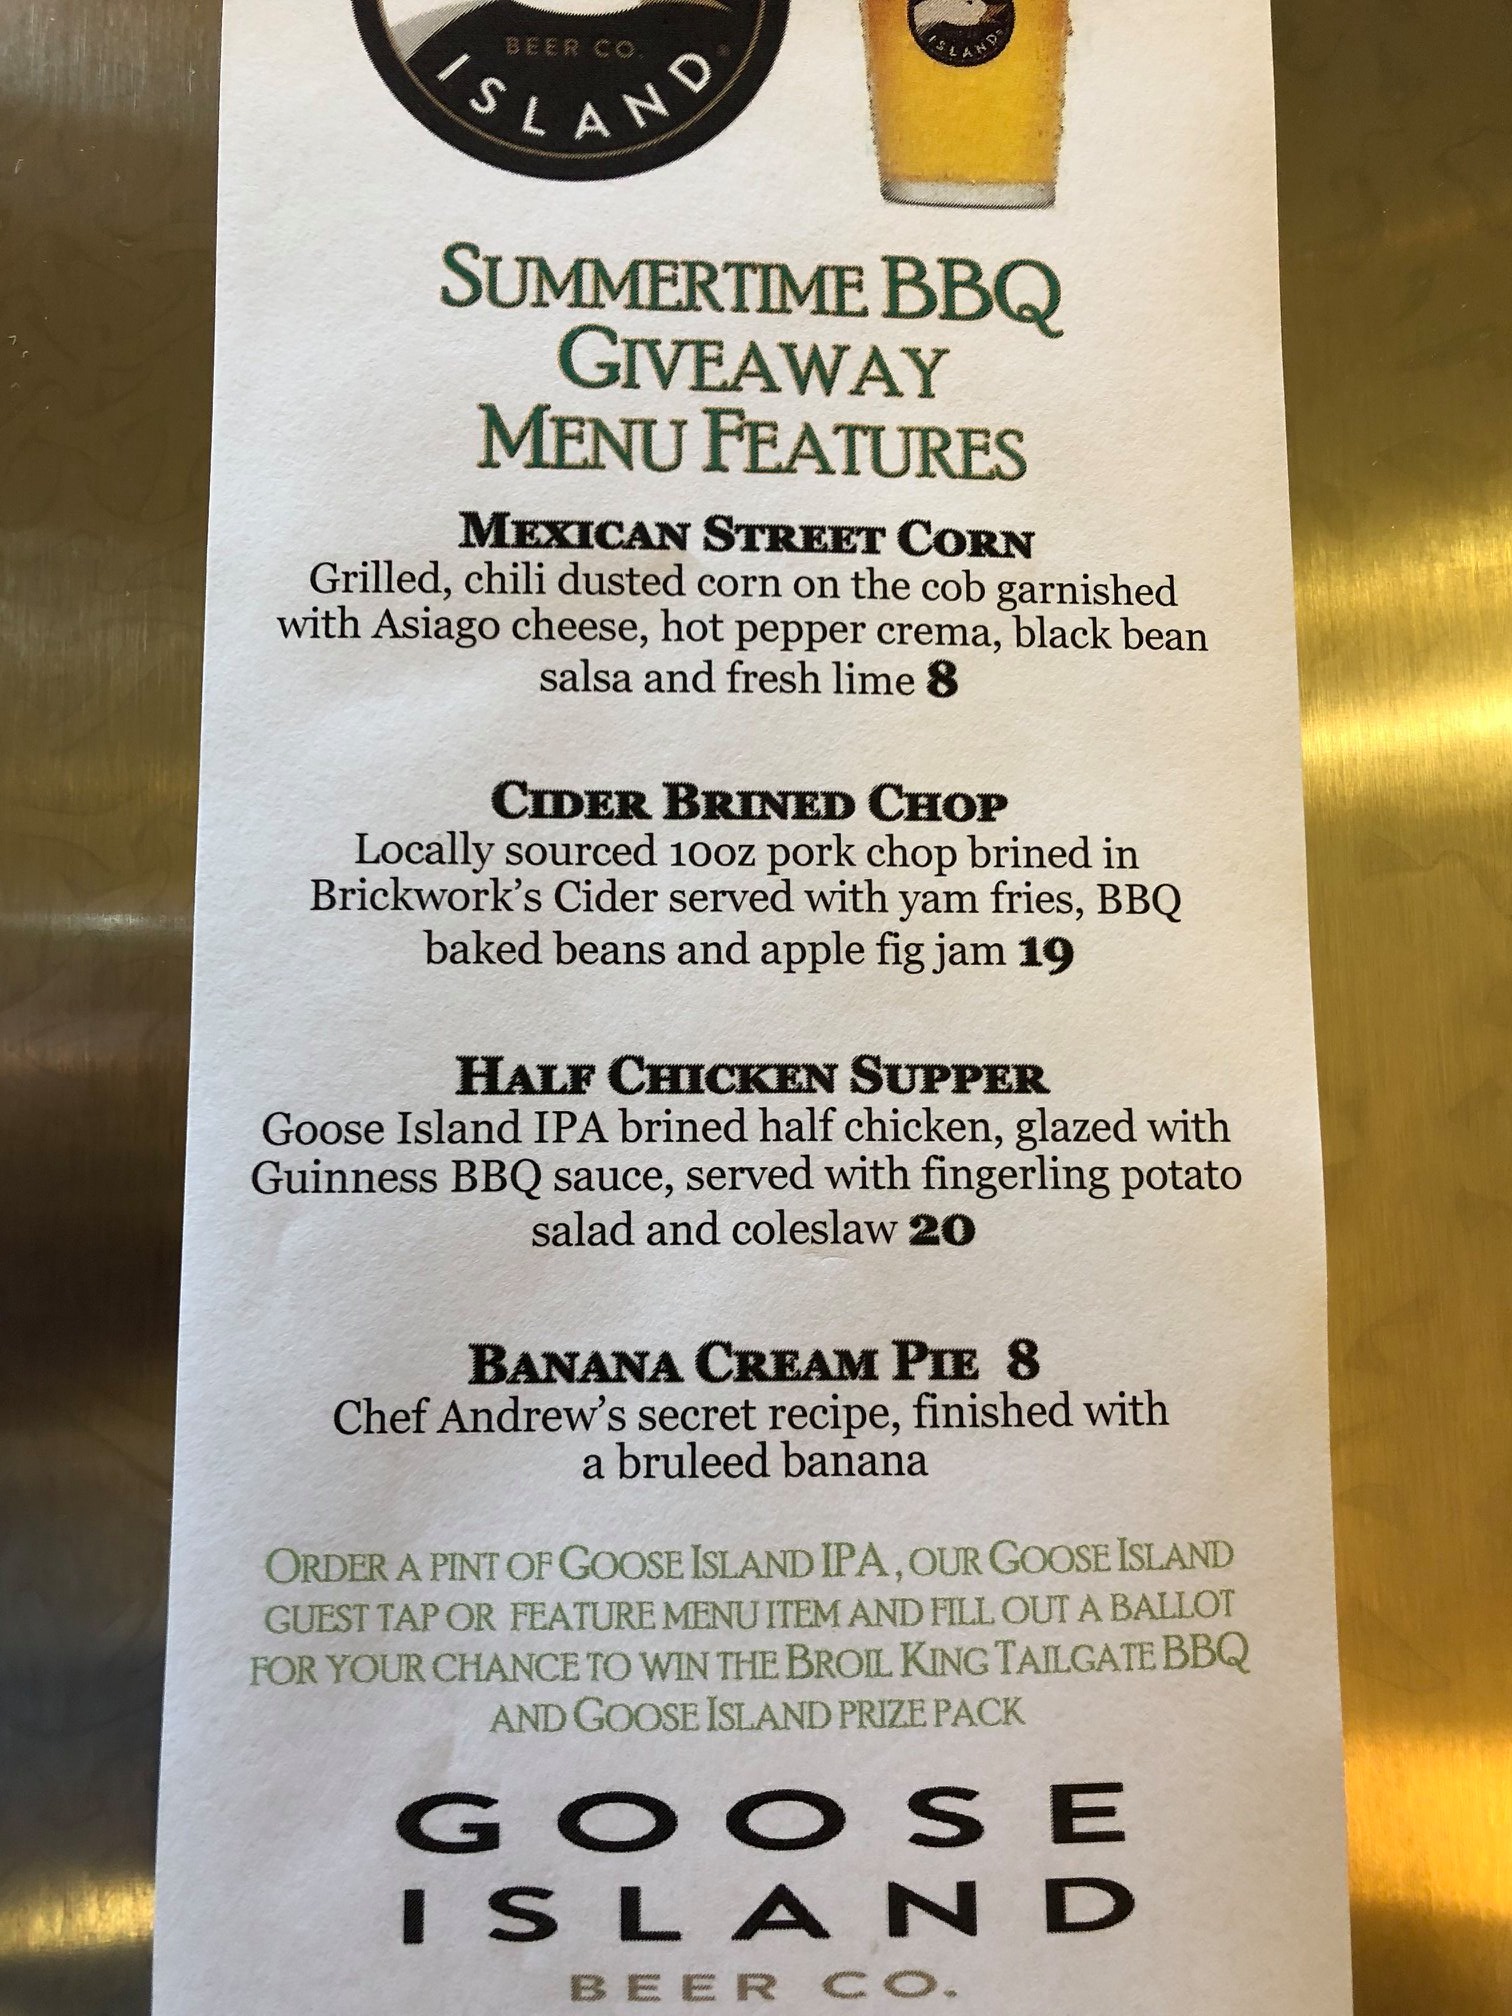 BEER CO.
ISLAND
ISLAND
SUMMERTIME BBQ
GIVEAWAY
MENU FEATURES
MEXICAN STREET CORN
Grilled, chili dusted corn on the cob garnished
with Asiago cheese, hot pepper crema, black bean
salsa and fresh lime 8
CIDER BRINED CHOP
Locally sourced 10oz pork chop brined in
Brickwork's Cider served with yam fries, BBQ
baked beans and apple fig jam 19
HALF CHICKEN SUPPER
Goose Island IPA brined half chicken, glazed with
Guinness BBQ sauce, served with fingerling potato
salad and coleslaw 20
BANANA CREAM PIE 8
Chef Andrew's secret recipe, finished with
a bruleed banana
ORDER A PINT OF GOOSE ISLAND IPA, OUR GOOSE ISLAND
GUEST TAP OR FEATURE MENU ITEM AND FILL OUT A BALLOT
FOR YOUR CHANCE TO WIN THE BROIL KING TAILGATE BBQ
AND GOOSE ISLAND PRIZE PACK
GOOSE
ISLAND
BEER CO.